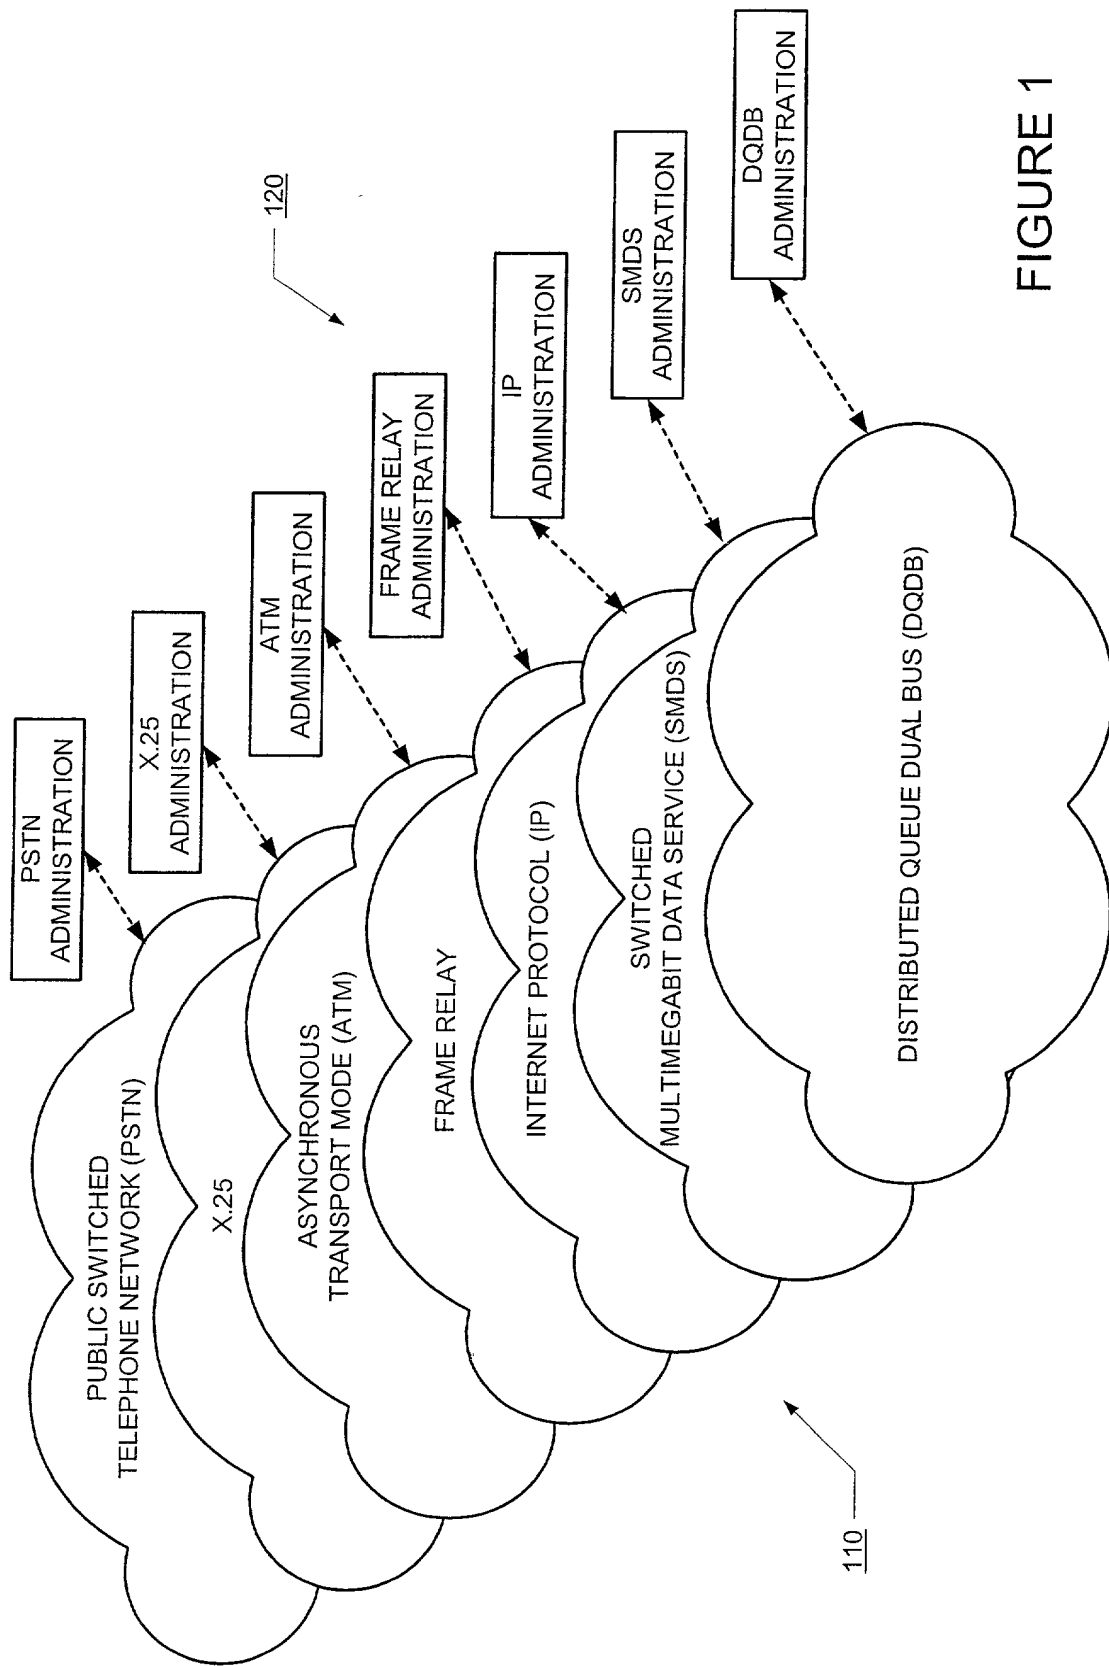 PUBLIC SWITCHED
TELEPHONE NETWORK (PSTN)
PSTN
ADMINISTRATION
X.25
X.25
ADMINISTRATION
ASYNCHRONOUS
TRANSPORT MODE (ATM)
ATM
ADMINISTRATION
FRAME RELAY
FRAME RELAY
ADMINISTRATION
INTERNET PROTOCOL (IP)
IP
ADMINISTRATION
SWITCHED
MULTIMEGABIT DATA SERVICE (SMDS)
SMDS
ADMINISTRATION
DISTRIBUTED QUEUE DUAL BUS (DQDB)
DQDB
ADMINISTRATION
120
110
FIGURE 1